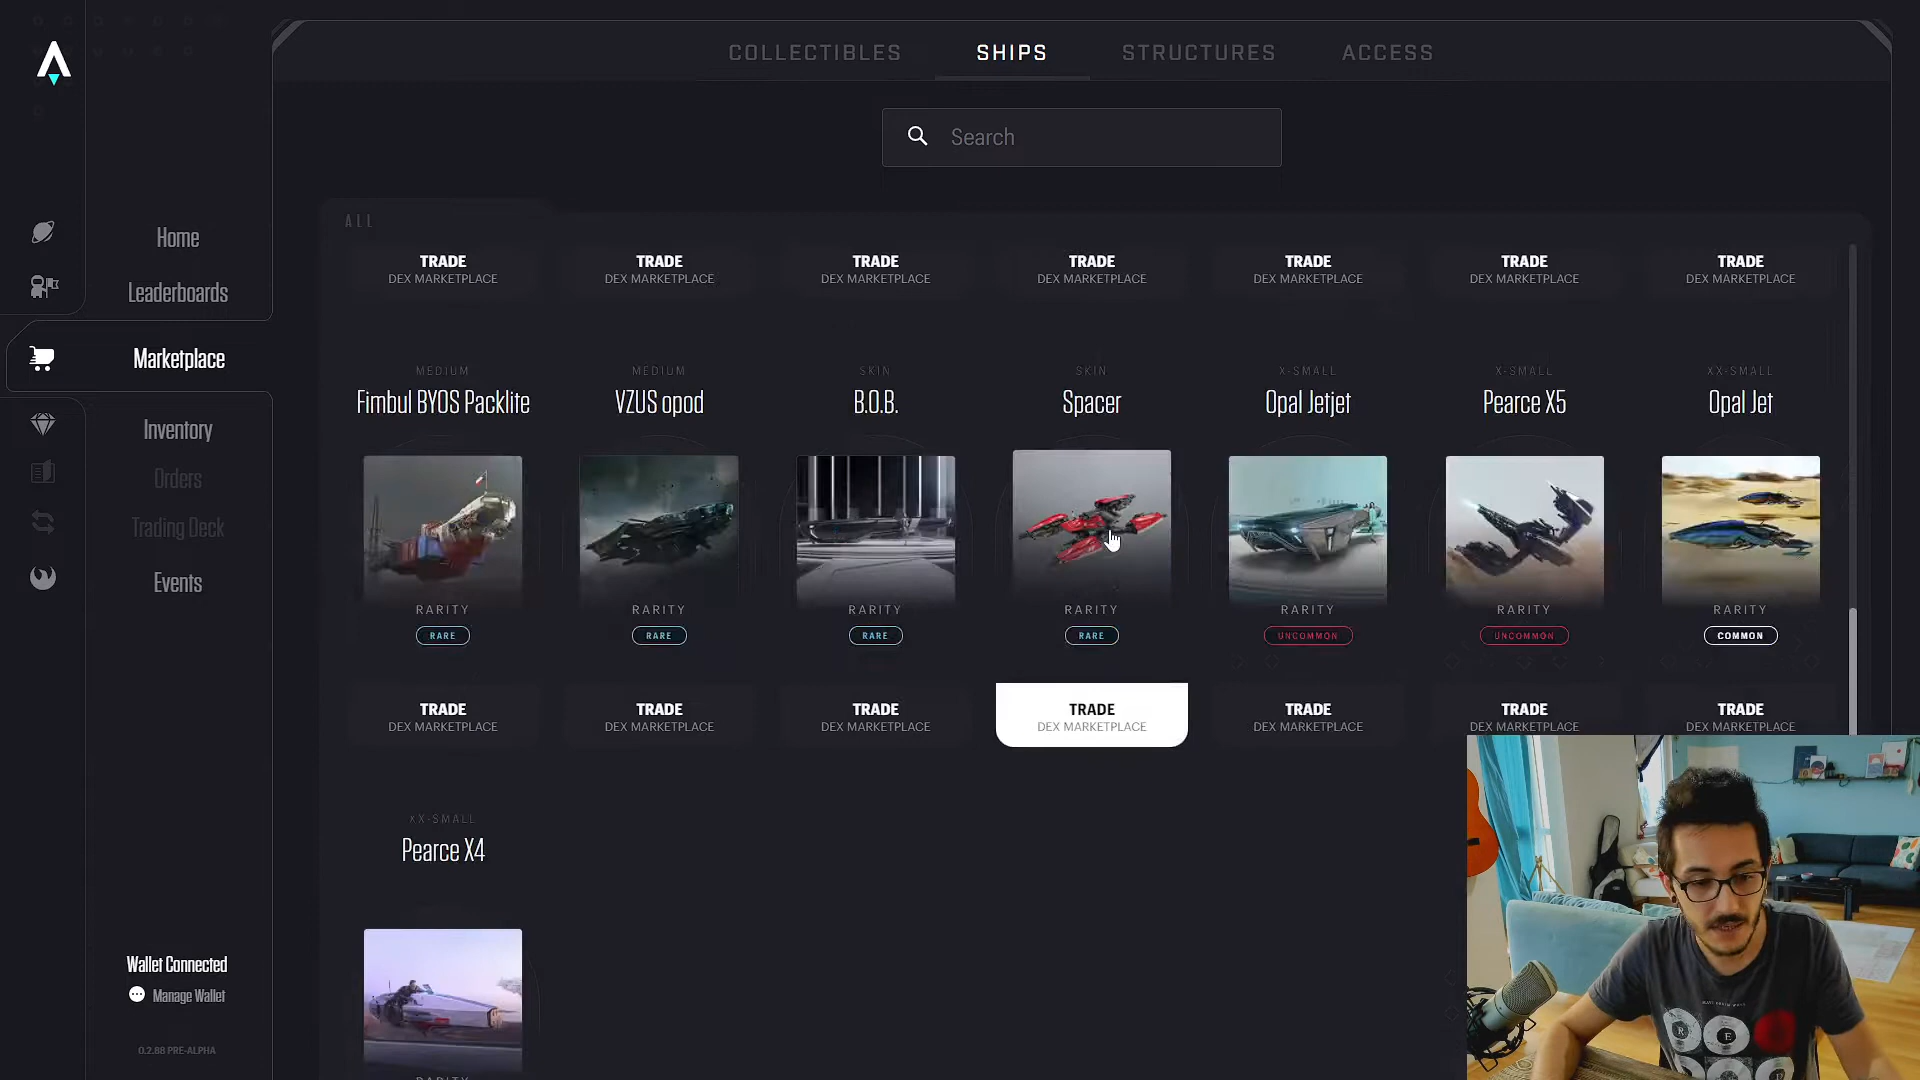 COLLECTIBLES
SHIPS
STRUCTURES
ACCESS
Search
Home
Leaderboards
Marketplace
Inventory
Orders
Trading Deck
Events
Wallet Connected
Manage Wallet
0.2.88 PRE-ALPHA
ALL
TRADE
DEX MARKETPLACE
TRADE
DEX MARKETPLACE
TRADE
DEX MARKETPLACE
TRADE
DEX MARKETPLACE
TRADE
DEX MARKETPLACE
TRADE
DEX MARKETPLACE
TRADE
DEX MARKETPLACE
MEDIUM
Fimbul BYOS Packlite
RARITY
RARE
TRADE
DEX MARKETPLACE
MEDIUM
VZUS opod
RARITY
RARE
TRADE
DEX MARKETPLACE
SKIN
B.O.B.
RARITY
RARE
TRADE
DEX MARKETPLACE
SKIN
Spacer
RARITY
RARE
TRADE
DEX MARKETPLACE
X-SMALL
Opal Jetjet
RARITY
UNCOMMON
TRADE
DEX MARKETPLACE
X-SMALL
Pearce X5
RARITY
UNCOMMON
TRADE
DEX MARKETPLACE
XX-SMALL
Opal Jet
RARITY
COMMON
TRADE
DEX MARKETPLACE
XX-SMALL
Pearce X4
RARITY
R
E